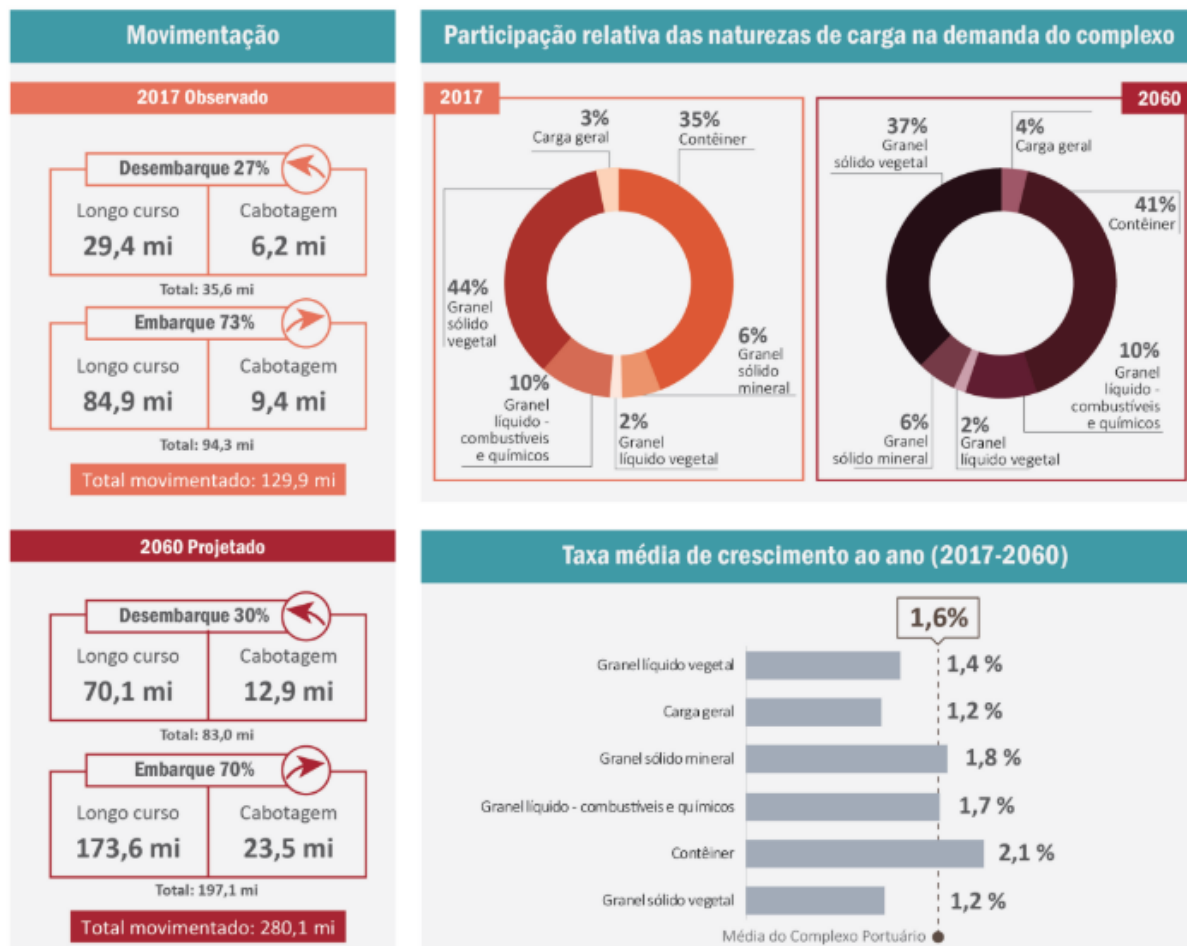 Movimentação
2017 Observado
Desembarque 27%
Longo curso
29,4 mi
Cabotagem
6,2 mi
Total: 35,6 mi
Embarque 73%
Longo curso
84,9 mi
Cabotagem
9,4 mi
Total: 94,3 mi
Total movimentado: 129,9 mi
2060 Projetado
Desembarque 30%
Longo curso
70,1 mi
Cabotagem
12,9 mi
Total: 83,0 mi
Embarque 70%
Longo curso
173,6 mi
Cabotagem
23,5 mi
Total: 197,1 mi
Total movimentado: 280,1 mi
Participação relativa das naturezas de carga na demanda do complexo
2017
3%
Carga geral
35%
Contêiner
44%
Granel
sólido
vegetal
6%
Granel
sólido
mineral
10%
Granel
líquido -
combustíveis
e químicos
2%
Granel
líquido vegetal
2060
37%
Granel
sólido vegetal
4%
Carga geral
41%
Contêiner
10%
Granel
líquido -
combustíveis
e químicos
6%
Granel
sólido mineral
2%
Granel
líquido vegetal
Taxa média de crescimento ao ano (2017-2060)
1,6%
Granel líquido vegetal
1,4 %
Carga geral
1,2 %
Granel sólido mineral
1,8 %
Granel líquido - combustíveis e químicos
1,7 %
Contêiner
2,1 %
Granel sólido vegetal
1,2 %
Média do Complexo Portuário